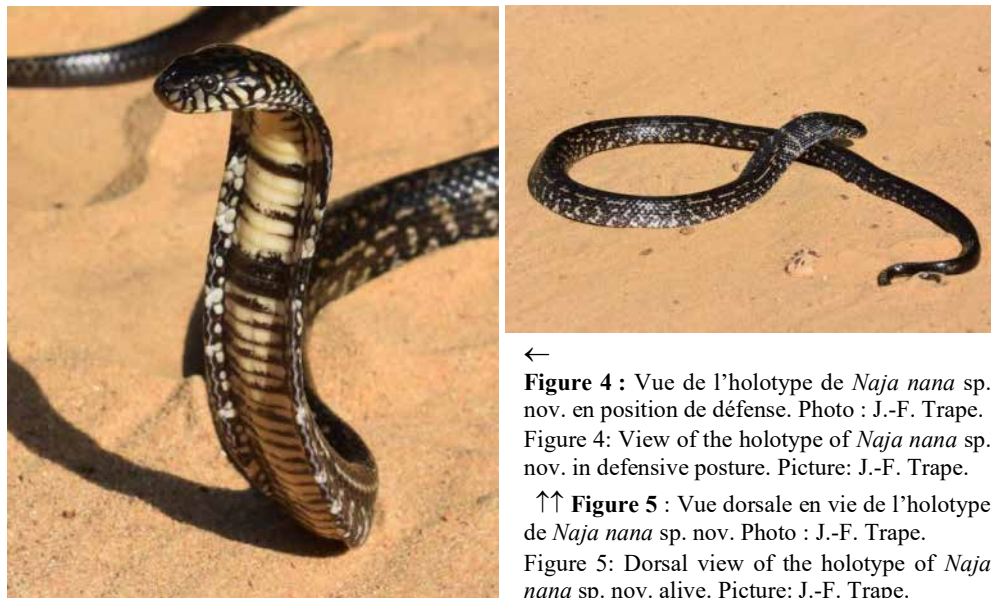 ←
Figure 4 : Vue de l’holotype de Naja nana sp.
nov. en position de défense. Photo : J.-F. Trape.
Figure 4: View of the holotype of Naja nana sp.
nov. in defensive posture. Picture: J.-F. Trape.
↑↑ Figure 5 : Vue dorsale en vie de l’holotype
de Naja nana sp. nov. Photo : J.-F. Trape.
Figure 5: Dorsal view of the holotype of Naja
nana sp. nov. alive. Picture: J.-F. Trape.